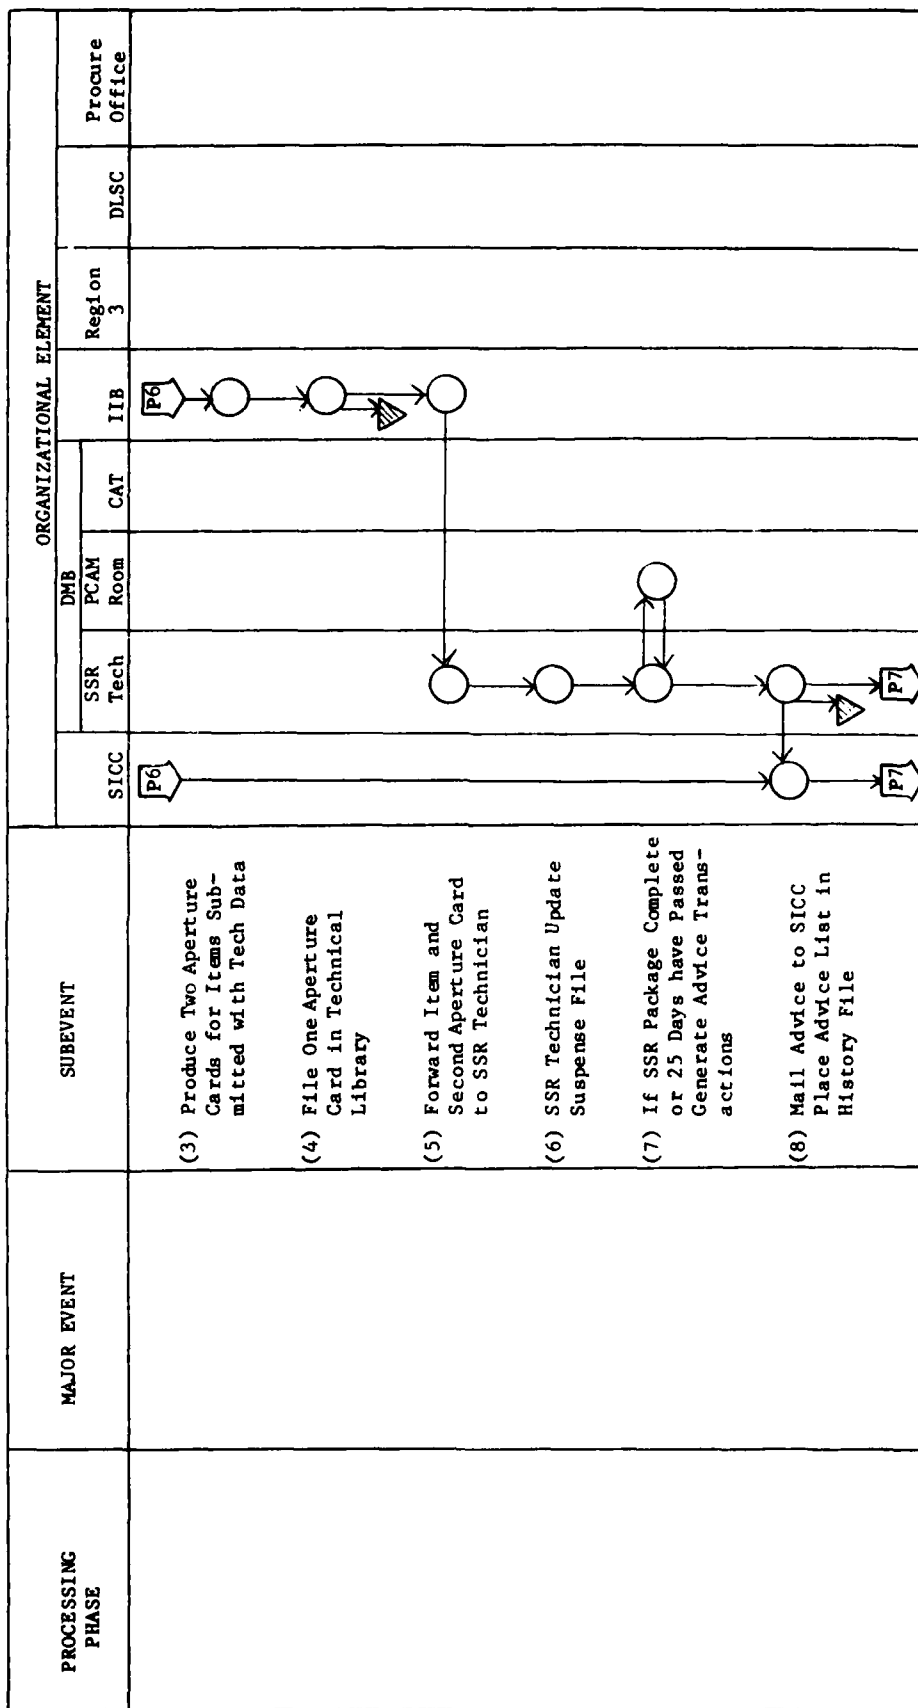 PROCESSING
PHASE
MAJOR EVENT
SUBEVENT
ORGANIZATIONAL ELEMENT
SICC
DMB
SSR
Tech
PCAM
Room
CAT
IIB
Region
3
DLSC
Procure
Office
(3) Produce Two Aperture
Cards for Items Sub-
mitted with Tech Data
P6
P6
(4) File One Aperture
Card in Technical
Library
(5) Forward Item and
Second Aperture Card
to SSR Technician
(6) SSR Technician Update
Suspense File
(7) If SSR Package Complete
or 25 Days have Passed
Generate Advice Trans-
actions
(8) Mail Advice to SICC
Place Advice List in
History File
P7
P7